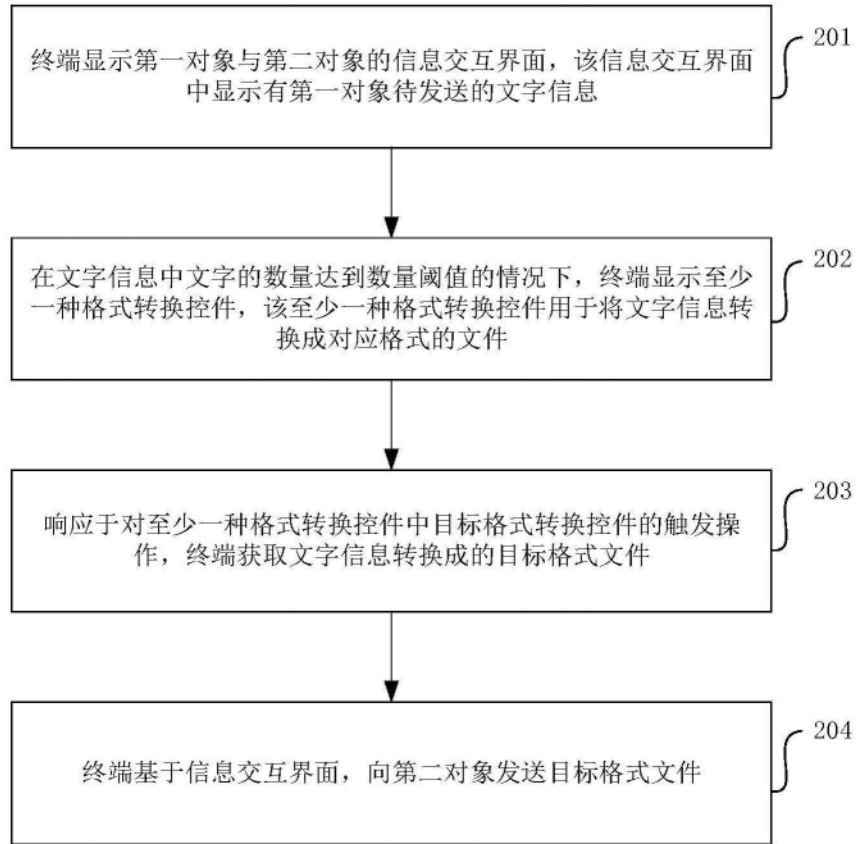 终端显示第一对象与第二对象的信息交互界面，该信息交互界面
中显示有第一对象待发送的文字信息
201
在文字信息中文字的数量达到数量阈值的情况下，终端显示至少
一种格式转换控件，该至少一种格式转换控件用于将文字信息转
换成对应格式的文件
202
响应于对至少一种格式转换控件中目标格式转换控件的触发操
作，终端获取文字信息转换成的目标格式文件
203
终端基于信息交互界面，向第二对象发送目标格式文件
204